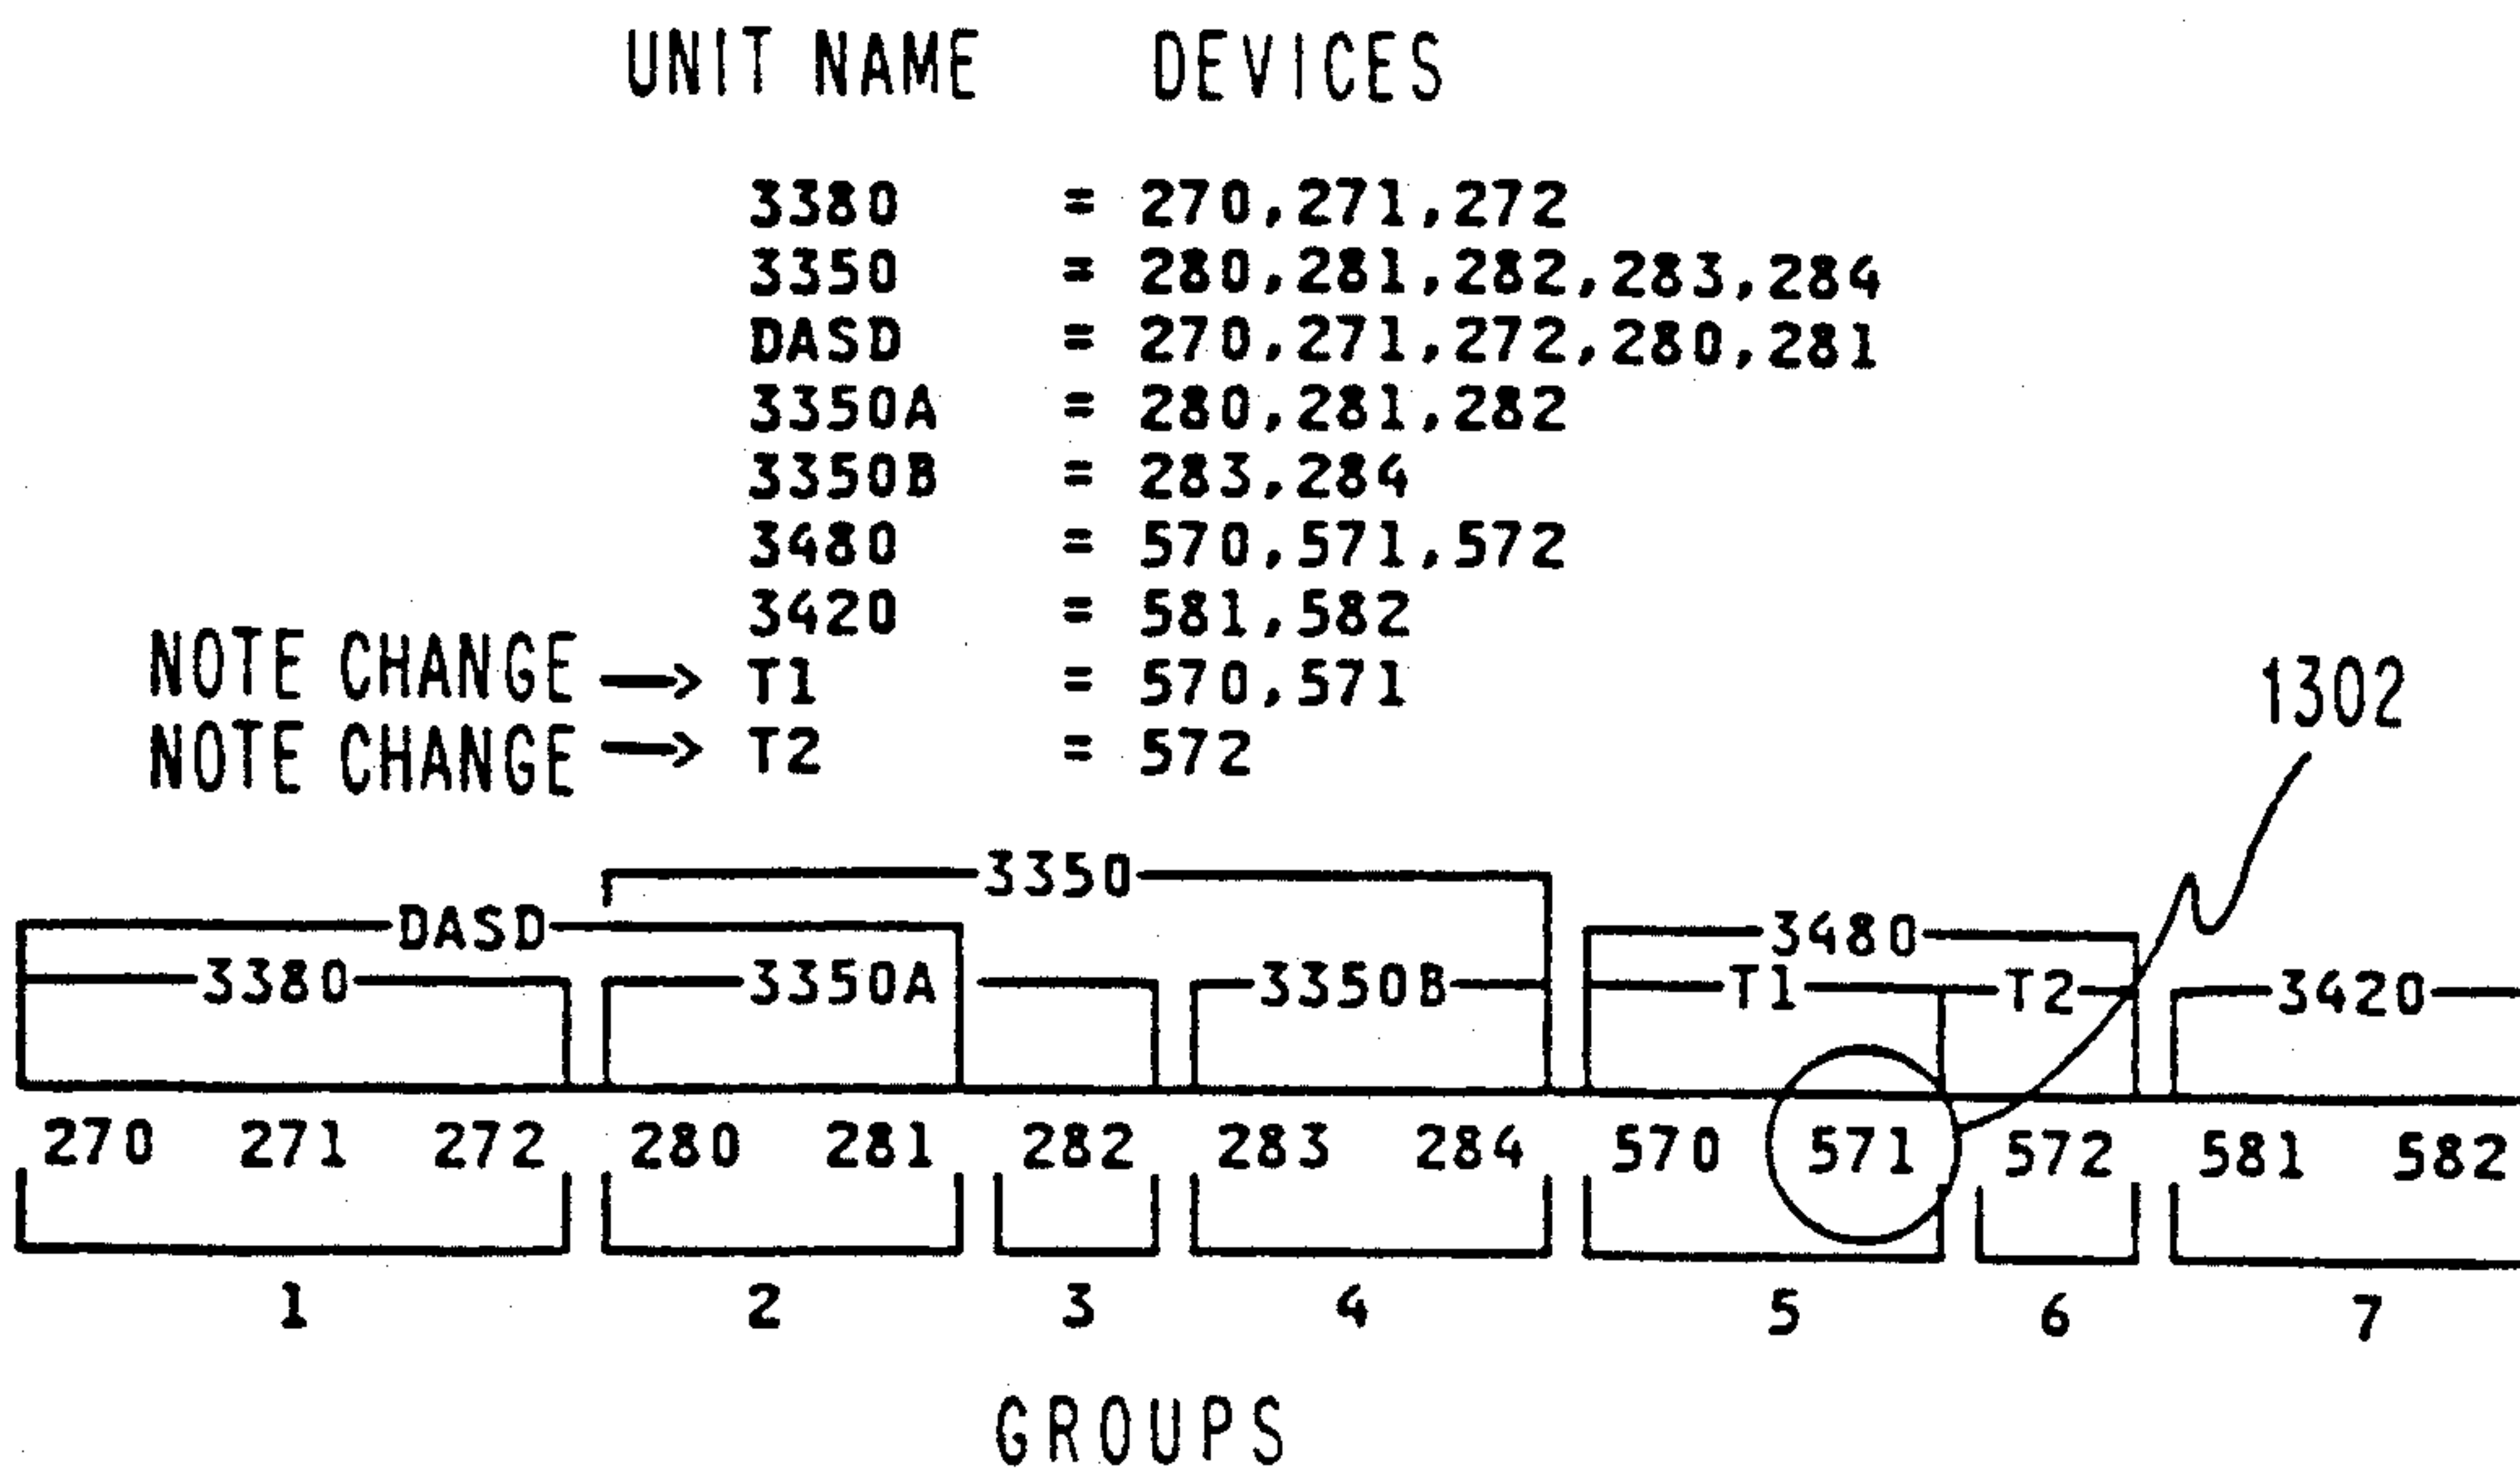 UNIT NAME DEVICES
3380 = 270,271,272
3350 = 280,281,282,283,284
DASD = 270,271,272,280,281
3350A = 280,281,282
3350B = 283,284
3480 = 570,571,572
3420 = 581,582
NOTE CHANGE → T1 = 570,571
NOTE CHANGE → T2 = 572
1302
3350
DASD 3480
3380 3350A 3350B T1 T2 3420
270 271 272 280 281 282 283 284 570 571 572 581 582
1 2 3 4 5 6 7
GROUPS